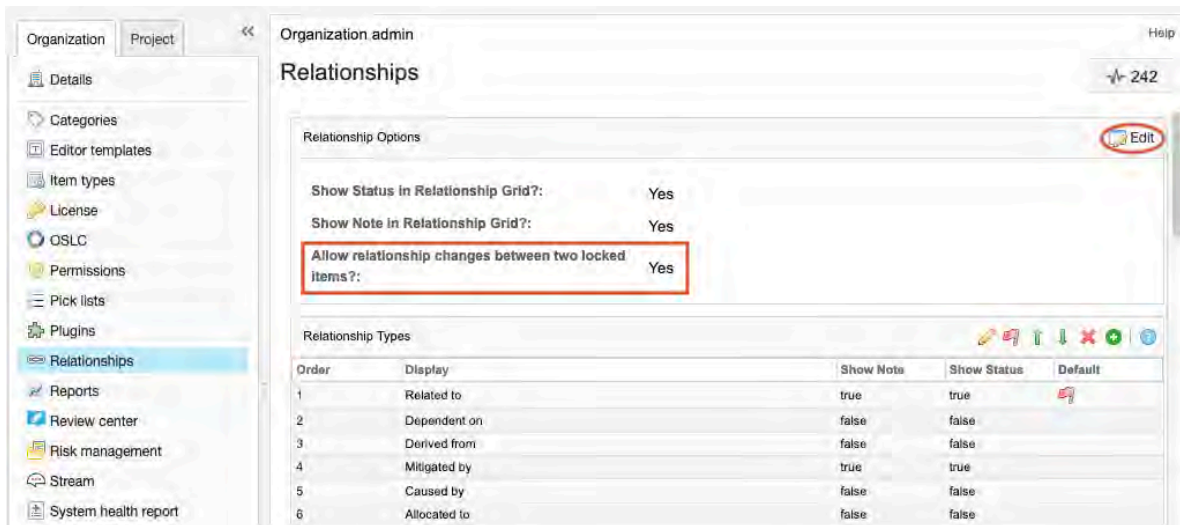 Organization Project
Details
Categories
Editor templates
Item types
License
OSLC
Permissions
Pick lists
Plugins
Relationships
Reports
Review center
Risk management
Stream
System health report
Organization admin
Help
Relationships
242
Relationship Options
Edit
Show Status in Relationship Grid?: Yes
Show Note in Relationship Grid?: Yes
Allow relationship changes between two locked
items?: Yes
Relationship Types
Order Display Show Note Show Status Default
1 Related to true true
2 Dependent on false false
3 Derived from false false
4 Mitigated by true true
5 Caused by false false
6 Allocated to false false